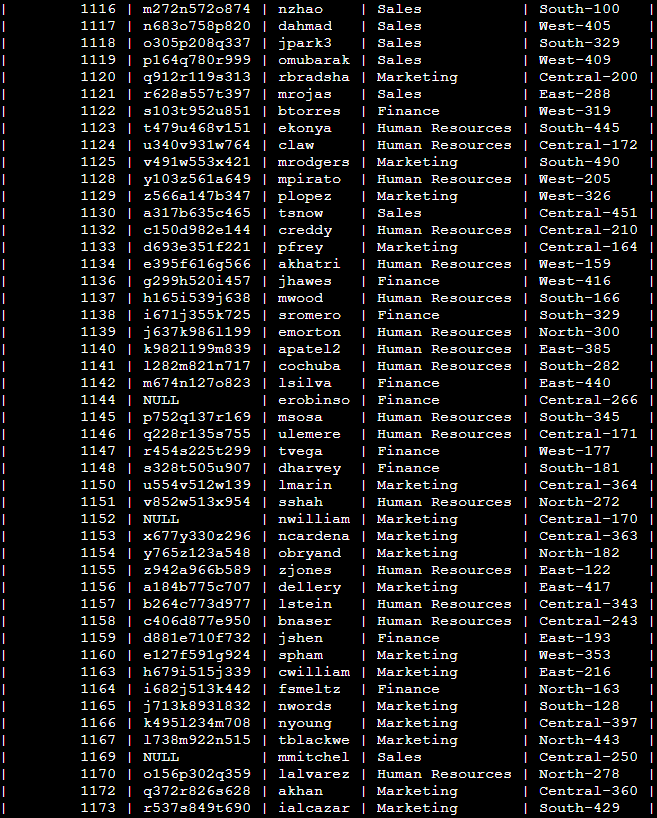 | 1116 | m272n572o874 | nzhao | Sales | South-100 |
| 1117 | n683o758p820 | dahmad | Sales | West-405 |
| 1118 | o305p208q337 | jpark3 | Sales | South-329 |
| 1119 | p164q780r999 | omubarak | Sales | West-409 |
| 1120 | q912r119s313 | rbradsha | Marketing | Central-200 |
| 1121 | r628s557t397 | mrojas | Sales | East-288 |
| 1122 | s103t952u851 | btorres | Finance | West-319 |
| 1123 | t479u468v151 | ekonya | Human Resources | South-445 |
| 1124 | u340v931w764 | claw | Human Resources | Central-172 |
| 1125 | v491w553x421 | mrodgers | Marketing | South-490 |
| 1128 | y103z561a649 | mpirato | Human Resources | West-205 |
| 1129 | z566a147b347 | plopez | Marketing | West-326 |
| 1130 | a317b635c465 | tsnow | Sales | Central-451 |
| 1132 | c150d982e144 | creddy | Human Resources | Central-210 |
| 1133 | d693e351f221 | pfrey | Marketing | Central-164 |
| 1134 | e395f616g566 | akhatri | Human Resources | West-159 |
| 1136 | g299h520i457 | jhawes | Finance | West-416 |
| 1137 | h165i539j638 | mwood | Human Resources | South-166 |
| 1138 | i671j355k725 | sromero | Finance | South-329 |
| 1139 | j637k986l199 | emorton | Human Resources | North-300 |
| 1140 | k982l199m839 | apatel2 | Human Resources | East-385 |
| 1141 | l282m821n717 | cochuba | Human Resources | South-282 |
| 1142 | m674n127o823 | lsilva | Finance | East-440 |
| 1144 | NULL | erobinso | Finance | Central-266 |
| 1145 | p752q137r169 | msosa | Human Resources | South-345 |
| 1146 | q228r135s755 | ulemere | Human Resources | Central-171 |
| 1147 | r454s225t299 | tvega | Finance | West-177 |
| 1148 | s328t505u907 | dharvey | Finance | South-181 |
| 1150 | u554v512w139 | lmarin | Marketing | Central-364 |
| 1151 | v852w513x954 | sshah | Human Resources | North-272 |
| 1152 | NULL | nwilliam | Marketing | Central-170 |
| 1153 | x677y330z296 | ncardena | Marketing | Central-363 |
| 1154 | y765z123a548 | obryand | Marketing | North-182 |
| 1155 | z942a966b589 | zjones | Human Resources | East-122 |
| 1156 | a184b775c707 | dellery | Marketing | East-417 |
| 1157 | b264c773d977 | lstein | Human Resources | Central-343 |
| 1158 | c406d877e950 | bnaser | Human Resources | Central-243 |
| 1159 | d881e710f732 | jshen | Finance | East-193 |
| 1160 | e127f591g924 | spham | Marketing | West-353 |
| 1163 | h679i515j339 | cwilliam | Marketing | East-216 |
| 1164 | i682j513k442 | fsmeltz | Finance | North-163 |
| 1165 | j713k893l832 | nwords | Marketing | South-128 |
| 1166 | k495l234m708 | nyoung | Marketing | Central-397 |
| 1167 | l738m922n515 | tblackwe | Marketing | North-443 |
| 1169 | NULL | mmitchel | Sales | Central-250 |
| 1170 | o156p302q359 | lalvarez | Human Resources | North-278 |
| 1172 | q372r826s628 | akhan | Marketing | Central-360 |
| 1173 | r537s849t690 | ialcazar | Marketing | South-429 |